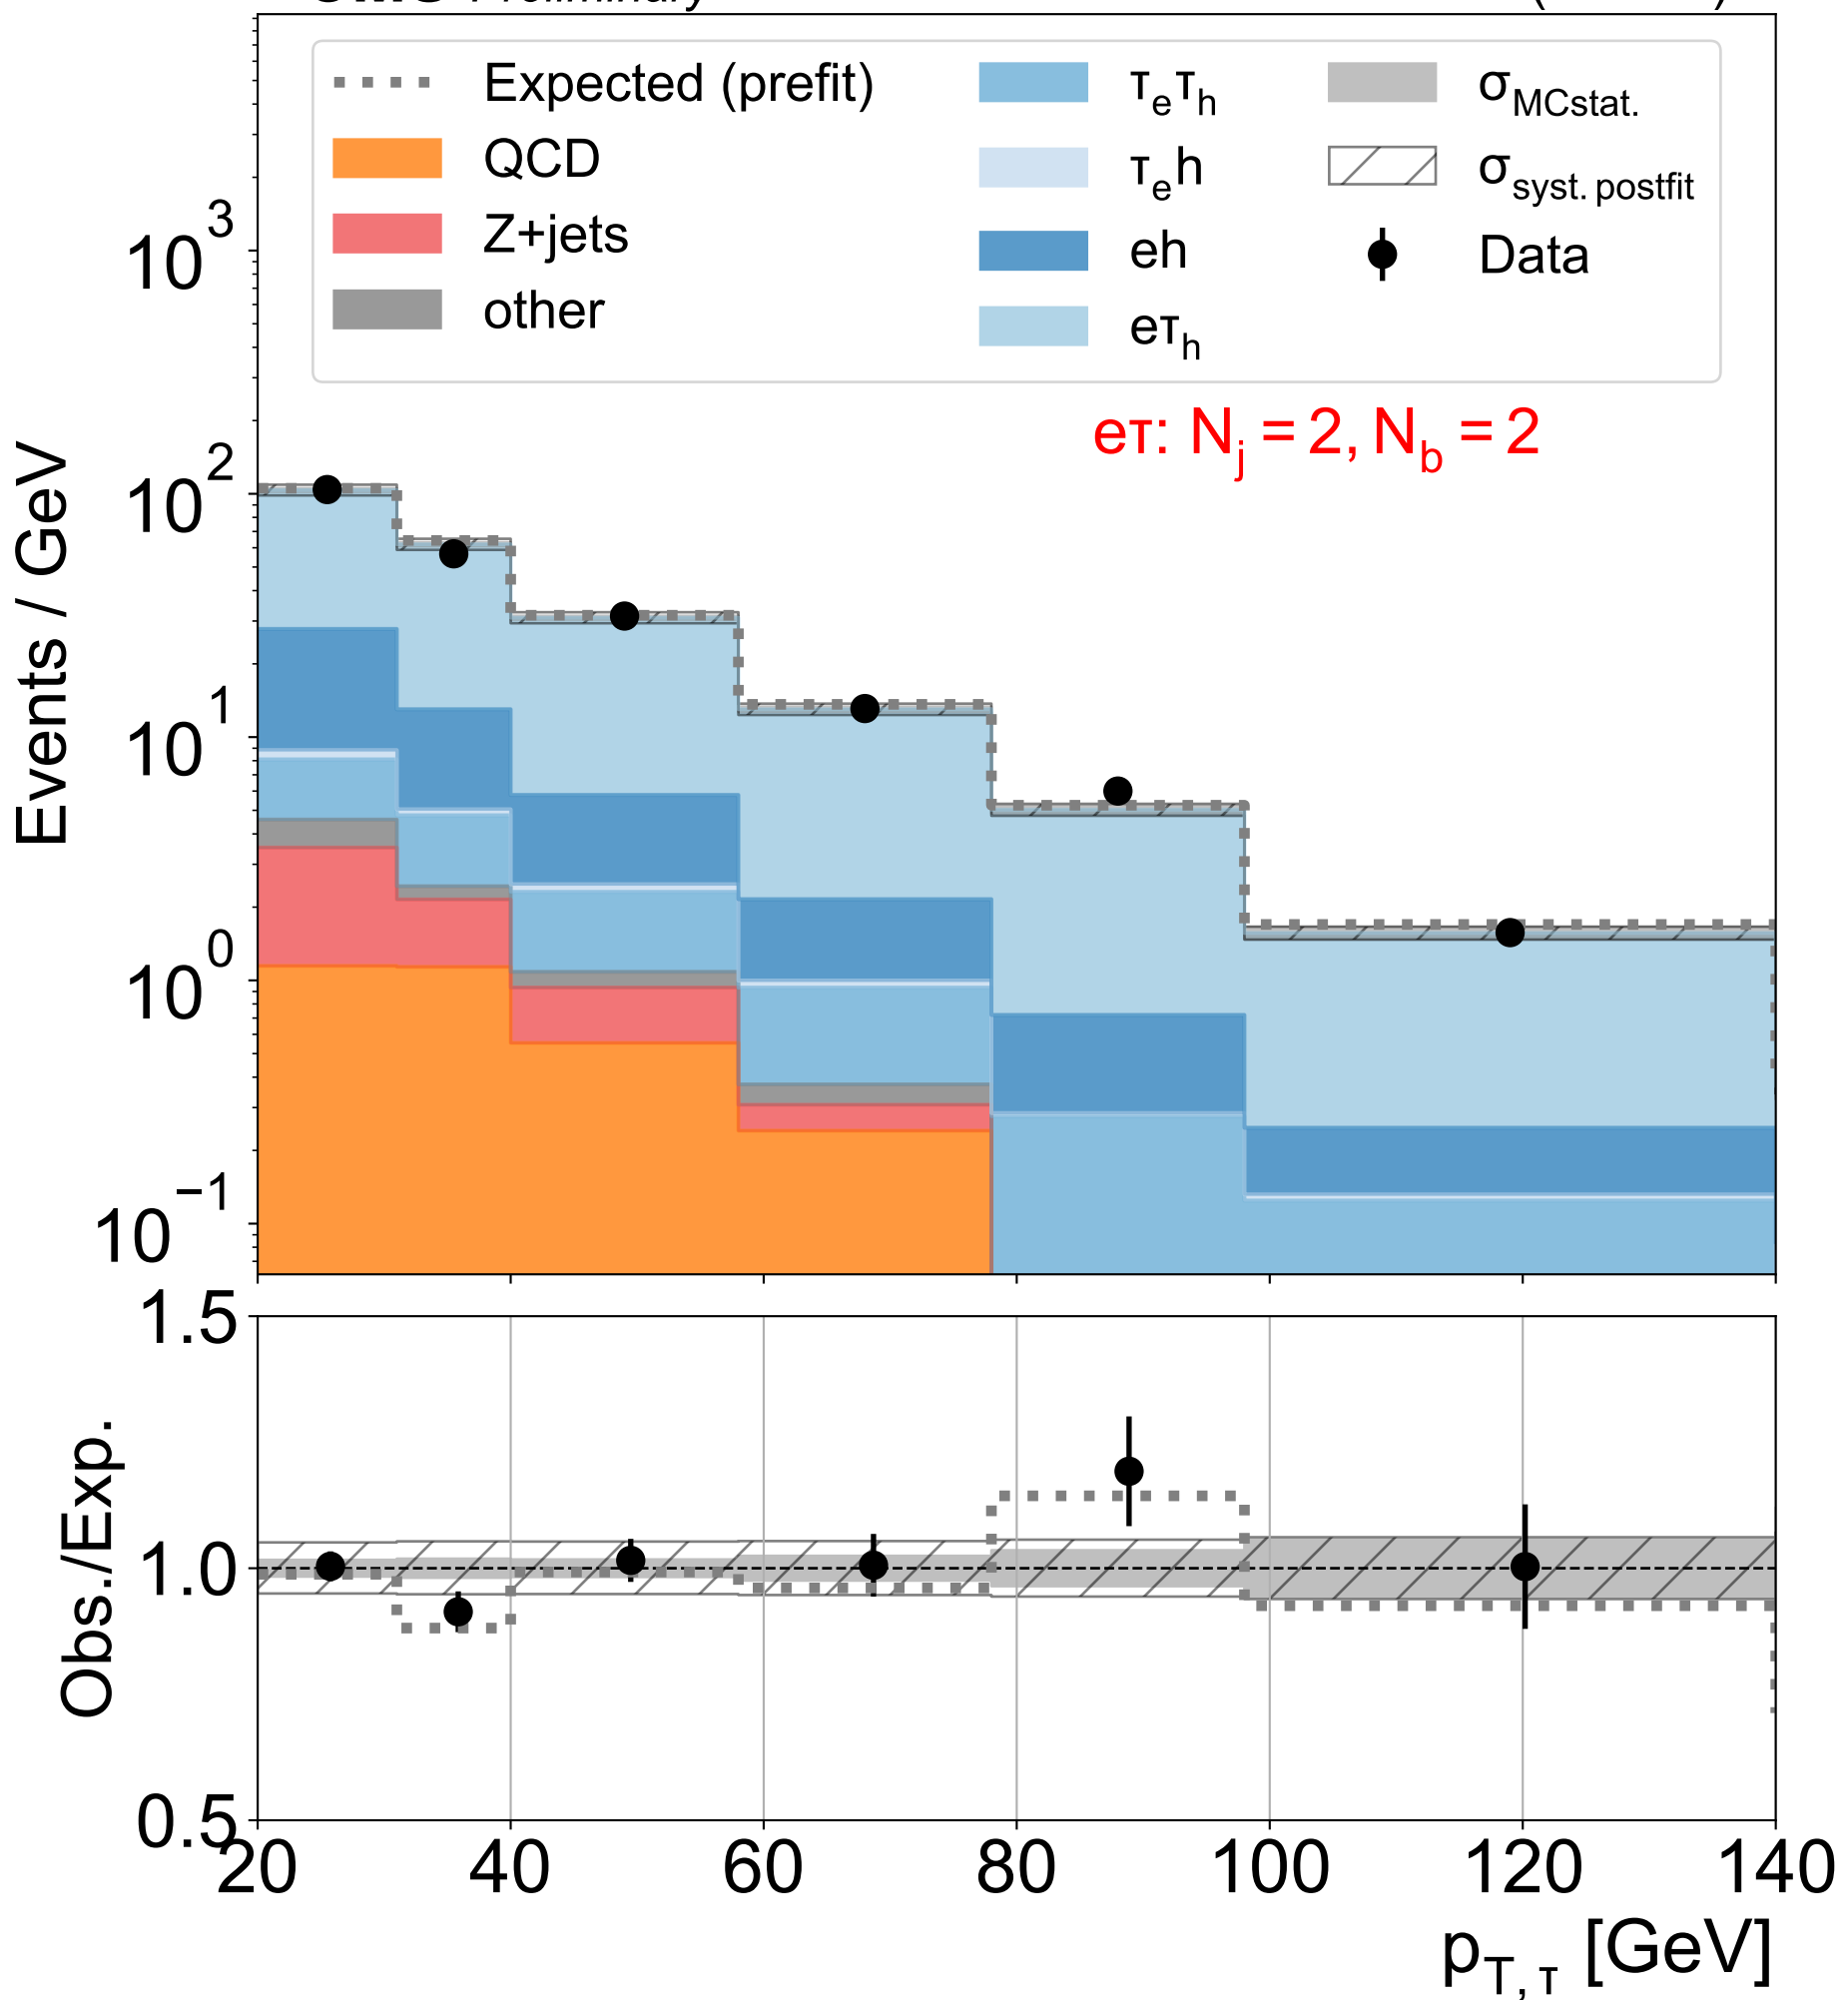 Preliminary
Expected (prefit)
QCD
Z+jets
other
τeτh
τeh
eh
eτh
σMCstat.
σsyst. postfit
Data
eτ: Nj = 2, Nb = 2
Events / GeV
10^3
10^2
10^1
10^0
10^−1
Obs./Exp.
1.5
1.0
0.5
20 40 60 80 100 120 140
pT, τ [GeV]